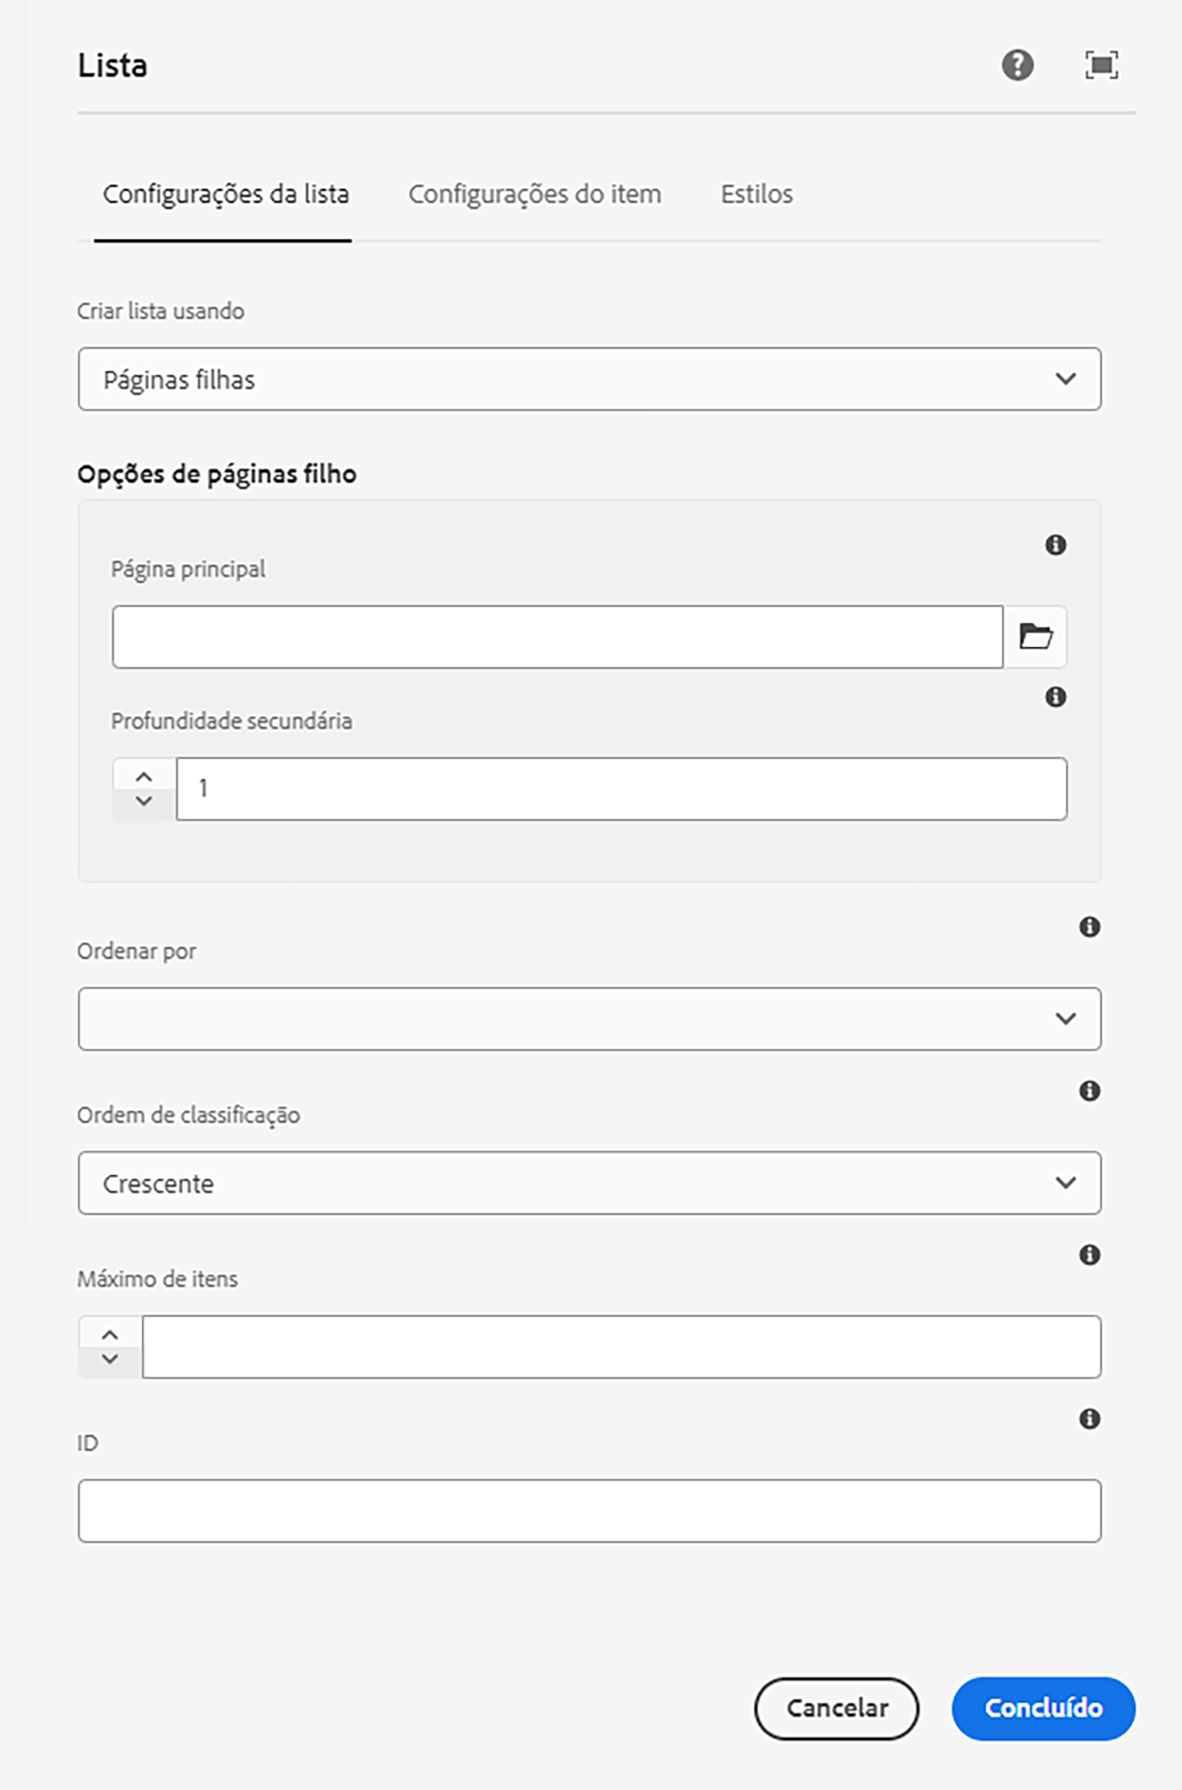 Lista
Configurações da lista
Configurações do item
Estilos
Criar lista usando
Páginas filhas
Opções de páginas filho
Página principal
Profundidade secundária
1
Ordenar por
Ordem de classificação
Crescente
Máximo de itens
ID
Cancelar
Concluído